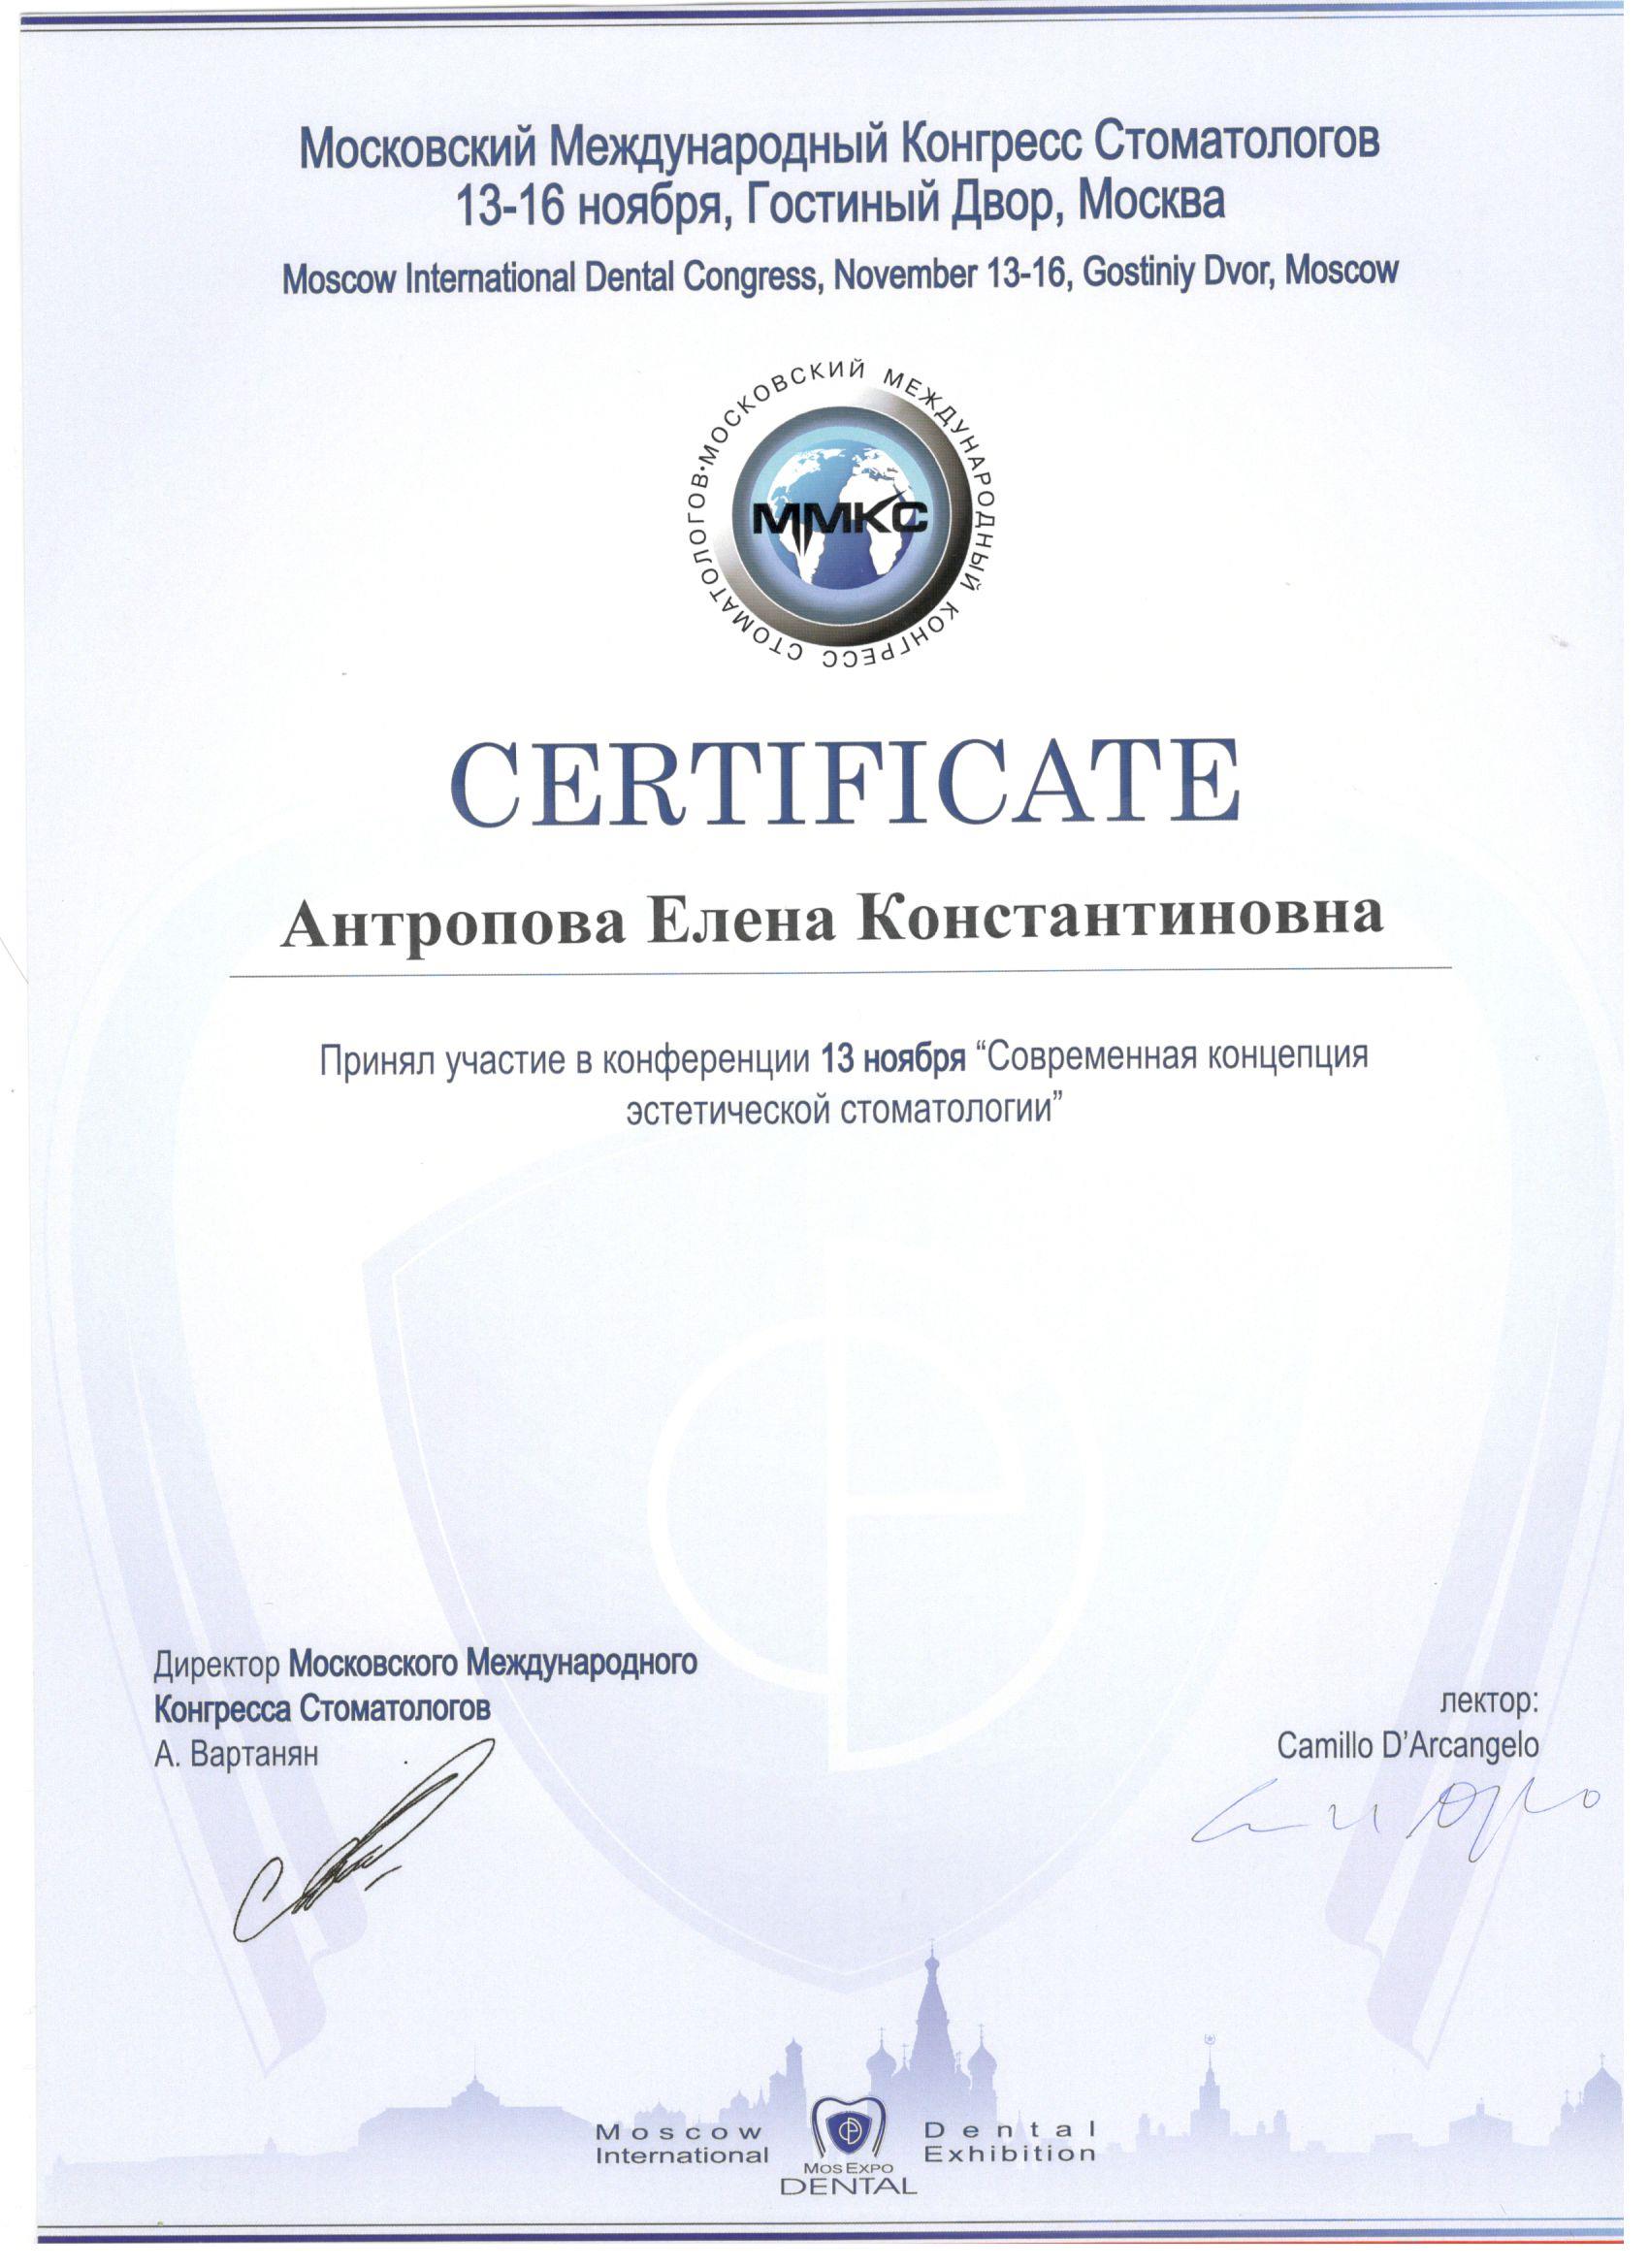 Московский Международный Конгресс Стоматологов
13-16 ноября, Гостиный Двор, Москва
Moscow International Dental Congress, November 13-16, Gostiniy Dvor, Moscow
МОСКОВСКИЙ МЕЖДУНАРОДНЫЙ КОНГРЕСС СТОМАТОЛОГОВ•
ММКС
CERTIFICATE
Антропова Елена Константиновна
Принял участие в конференции 13 ноября “Современная концепция
эстетической стоматологии”
Директор Московского Международного
Конгресса Стоматологов
А. Вартанян
лектор:
Camillo D’Arcangelo
Moscow
International
Dental
Exhibition
MosExpo
DENTAL